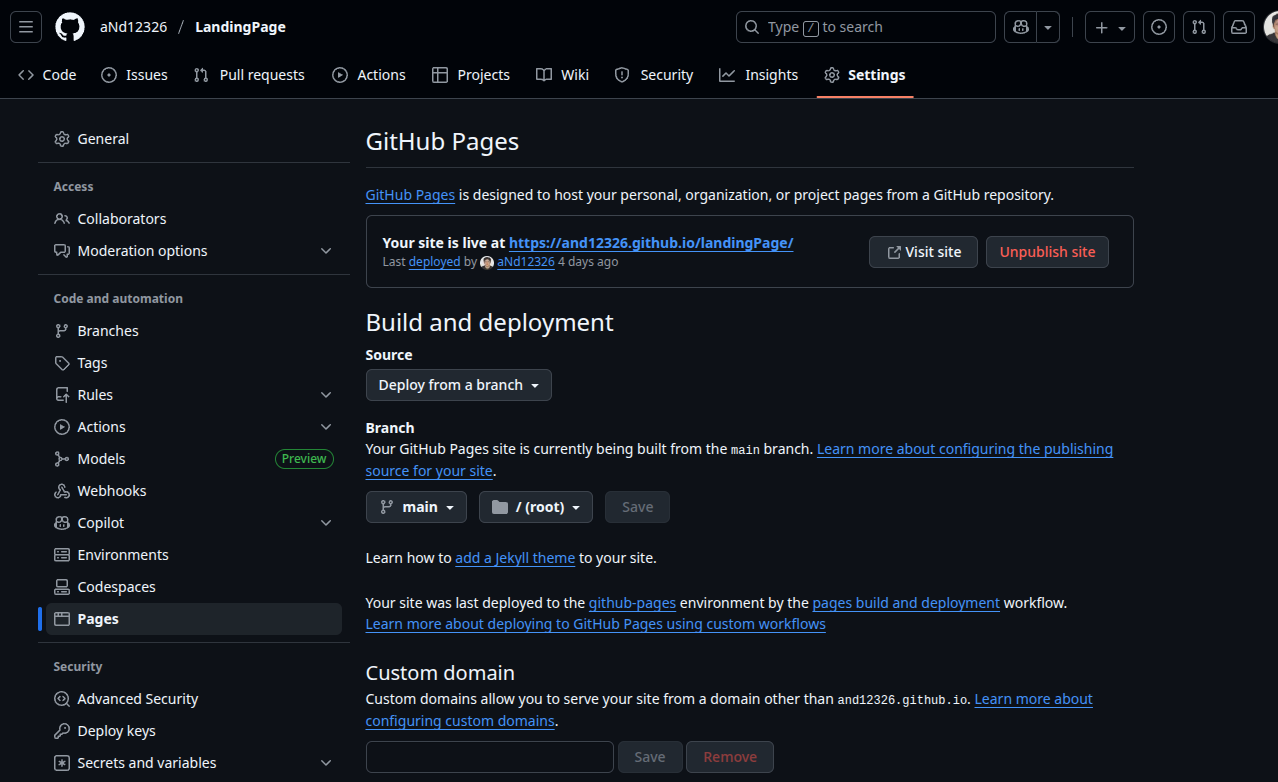 aNd12326 / LandingPage
Type / to search
Code Issues Pull requests Actions Projects Wiki Security Insights Settings
General
Access
Collaborators
Moderation options
Code and automation
Branches
Tags
Rules
Actions
Models Preview
Webhooks
Copilot
Environments
Codespaces
Pages
Security
Advanced Security
Deploy keys
Secrets and variables
GitHub Pages
GitHub Pages is designed to host your personal, organization, or project pages from a GitHub repository.
Your site is live at https://and12326.github.io/landingPage/
Last deployed by aNd12326 4 days ago
Visit site Unpublish site
Build and deployment
Source
Deploy from a branch
Branch
Your GitHub Pages site is currently being built from the main branch. Learn more about configuring the publishing
source for your site.
main / (root) Save
Learn how to add a Jekyll theme to your site.
Your site was last deployed to the github-pages environment by the pages build and deployment workflow.
Learn more about deploying to GitHub Pages using custom workflows
Custom domain
Custom domains allow you to serve your site from a domain other than and12326.github.io. Learn more about
configuring custom domains.
Save Remove